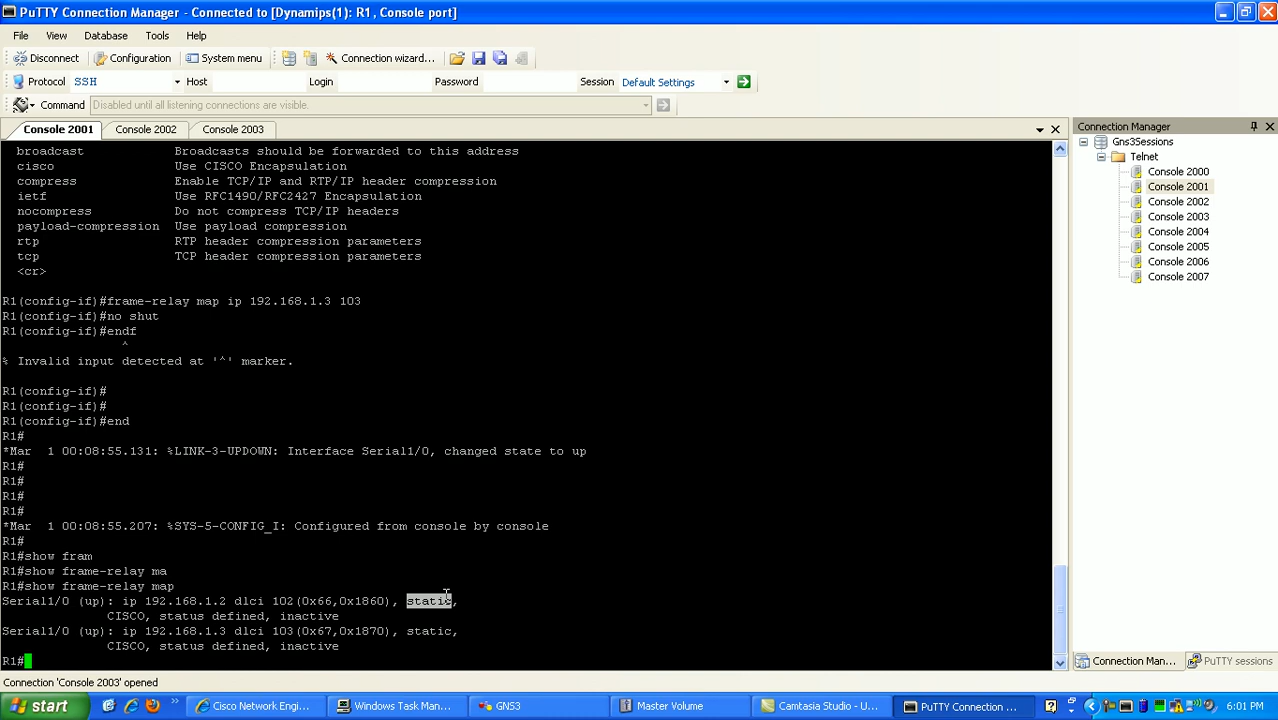 PuTTY Connection Manager - Connected to [Dynamips(1): R1, Console port]
File View Database Tools Help
Disconnect Configuration System menu Connection wizard...
Protocol SSH Host Login Password Session Default Settings
Command Disabled until all listening connections are visible.
Console 2001 Console 2002 Console 2003
broadcast Broadcasts should be forwarded to this address
cisco Use CISCO Encapsulation
compress Enable TCP/IP and RTP/IP header compression
ietf Use RFC1490/RFC2427 Encapsulation
nocompress Do not compress TCP/IP headers
payload-compression Use payload compression
rtp RTP header compression parameters
tcp TCP header compression parameters
<cr>
R1(config-if)#frame-relay map ip 192.168.1.3 103
R1(config-if)#no shut
R1(config-if)#endf
^
% Invalid input detected at '^' marker.
R1(config-if)#
R1(config-if)#
R1(config-if)#end
R1#
*Mar 1 00:08:55.131: %LINK-3-UPDOWN: Interface Serial1/0, changed state to up
R1#
R1#
R1#
R1#
*Mar 1 00:08:55.207: %SYS-5-CONFIG_I: Configured from console by console
R1#
R1#show fram
R1#show frame-relay ma
R1#show frame-relay map
Serial1/0 (up): ip 192.168.1.2 dlci 102(0x66,0x1860), static,
CISCO, status defined, inactive
Serial1/0 (up): ip 192.168.1.3 dlci 103(0x67,0x1870), static,
CISCO, status defined, inactive
R1#
Connection Manager
Gns3Sessions
Telnet
Console 2000
Console 2001
Console 2002
Console 2003
Console 2004
Console 2005
Console 2006
Console 2007
Connection Man... PuTTY sessions
Connection 'Console 2003' opened
start Cisco Network Engi... Windows Task Man... GNS3 Master Volume Camtasia Studio - U... PuTTY Connection ... 6:01 PM